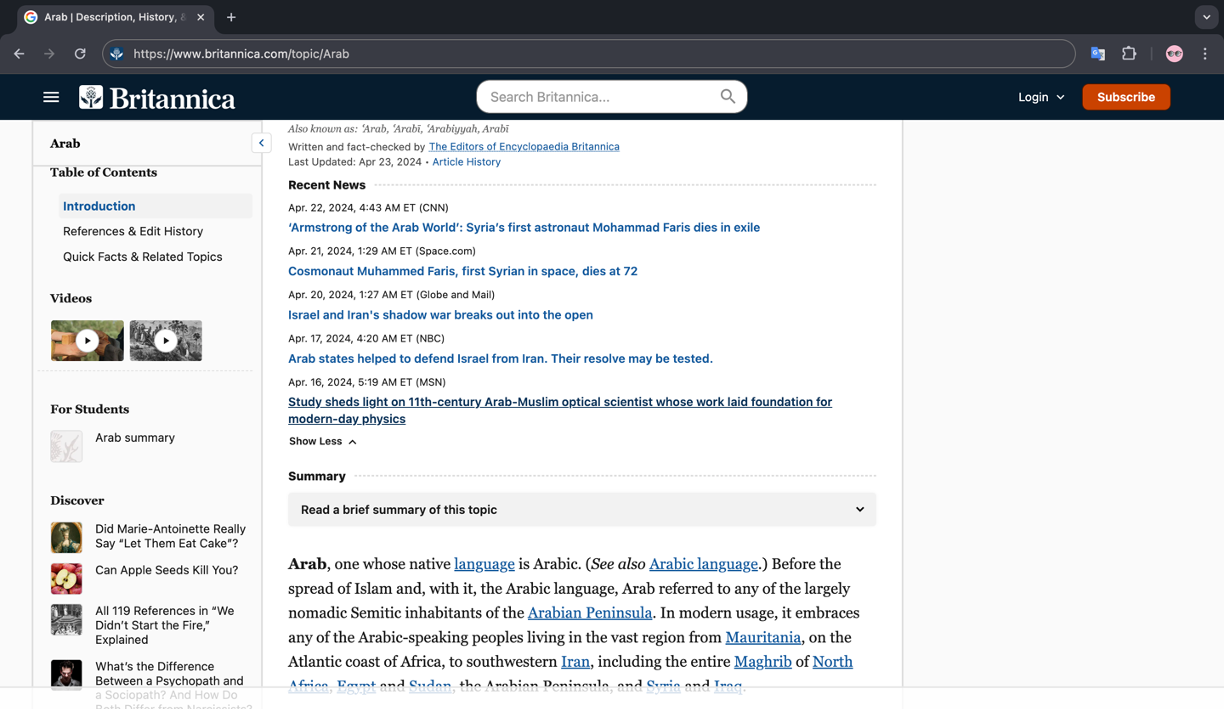 Arab | Description, History, &
https://www.britannica.com/topic/Arab
Britannica
Search Britannica...
Login
Subscribe
Arab
Table of Contents
Introduction
References & Edit History
Quick Facts & Related Topics
Videos
For Students
Arab summary
Discover
Did Marie-Antoinette Really
Say “Let Them Eat Cake”?
Can Apple Seeds Kill You?
All 119 References in “We
Didn’t Start the Fire,”
Explained
What’s the Difference
Between a Psychopath and
a Sociopath? And How Do
Both Differ from Narcissists?
Also known as: ʿArab, ʿArabī, ʿArabiyyah, Arabī
Written and fact-checked by The Editors of Encyclopaedia Britannica
Last Updated: Apr 23, 2024 • Article History
Recent News
Apr. 22, 2024, 4:43 AM ET (CNN)
‘Armstrong of the Arab World’: Syria’s first astronaut Mohammad Faris dies in exile
Apr. 21, 2024, 1:29 AM ET (Space.com)
Cosmonaut Muhammed Faris, first Syrian in space, dies at 72
Apr. 20, 2024, 1:27 AM ET (Globe and Mail)
Israel and Iran's shadow war breaks out into the open
Apr. 17, 2024, 4:20 AM ET (NBC)
Arab states helped to defend Israel from Iran. Their resolve may be tested.
Apr. 16, 2024, 5:19 AM ET (MSN)
Study sheds light on 11th-century Arab-Muslim optical scientist whose work laid foundation for
modern-day physics
Show Less
Summary
Read a brief summary of this topic
Arab, one whose native language is Arabic. (See also Arabic language.) Before the
spread of Islam and, with it, the Arabic language, Arab referred to any of the largely
nomadic Semitic inhabitants of the Arabian Peninsula. In modern usage, it embraces
any of the Arabic-speaking peoples living in the vast region from Mauritania, on the
Atlantic coast of Africa, to southwestern Iran, including the entire Maghrib of North
Africa, Egypt and Sudan, the Arabian Peninsula, and Syria and Iraq.